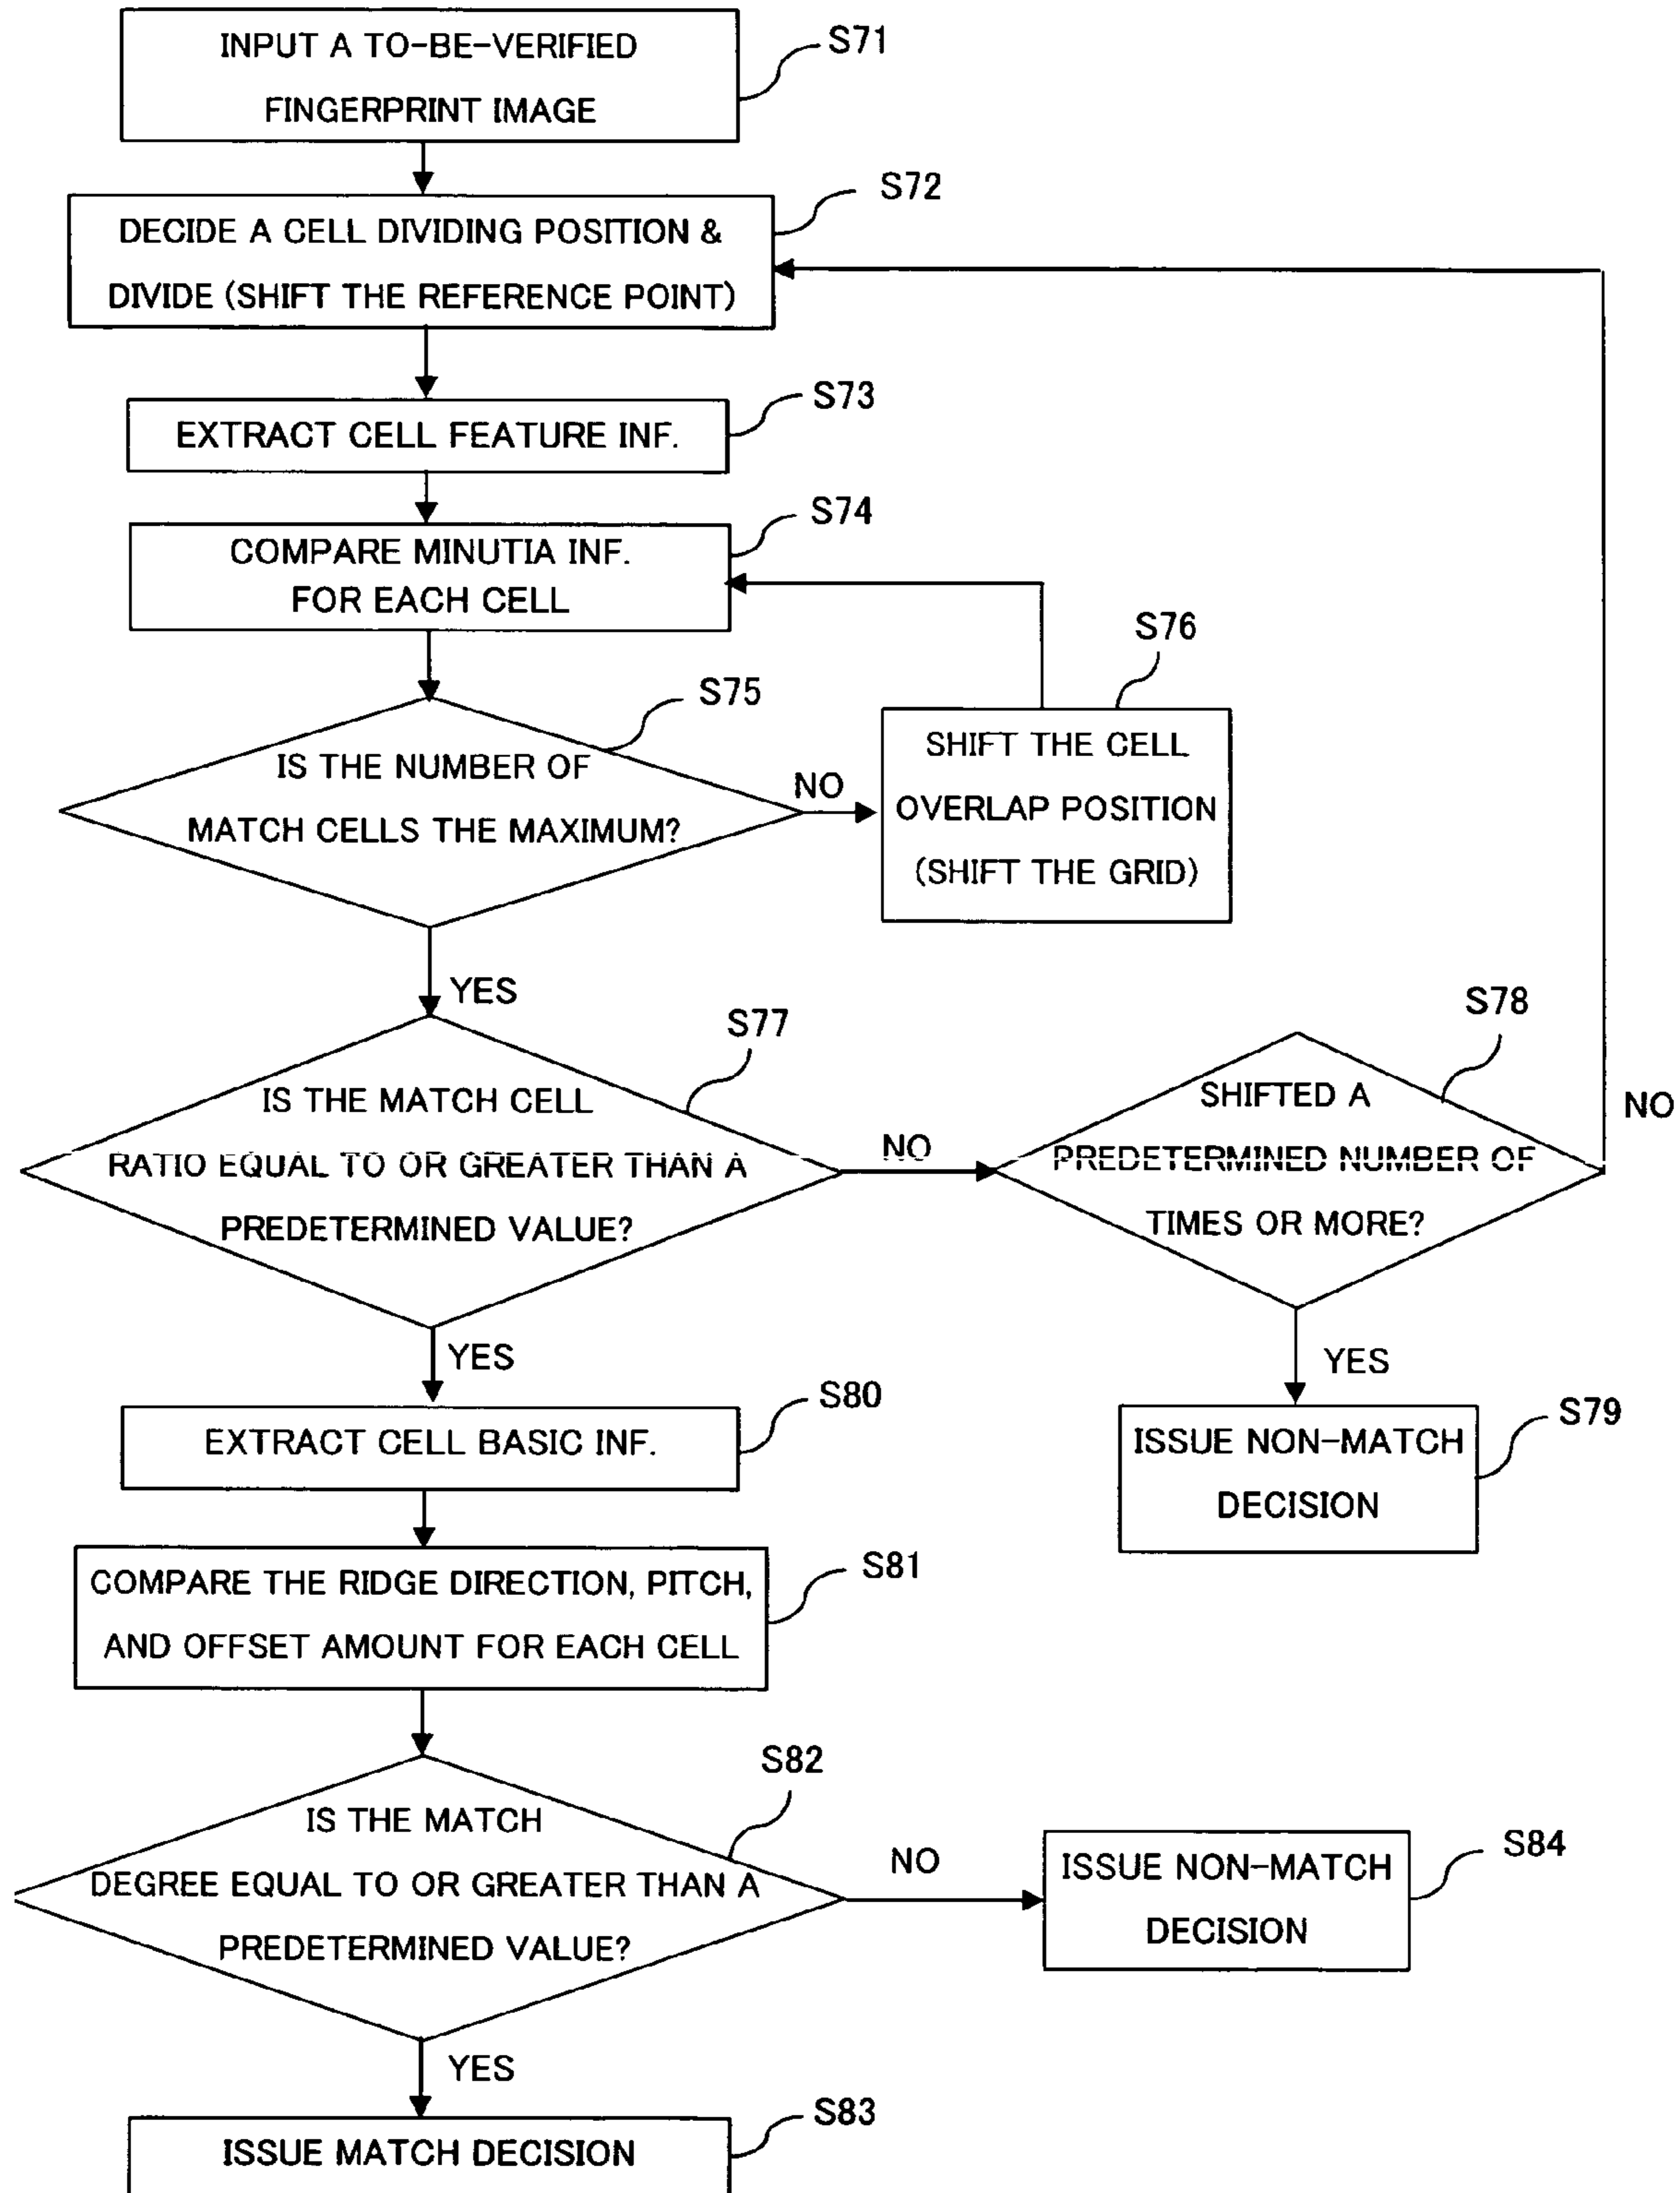 INPUT A TO-BE-VERIFIED
FINGERPRINT IMAGE
S71
DECIDE A CELL DIVIDING POSITION &
DIVIDE (SHIFT THE REFERENCE POINT)
S72
EXTRACT CELL FEATURE INF.
S73
COMPARE MINUTIA INF.
FOR EACH CELL
S74
IS THE NUMBER OF
MATCH CELLS THE MAXIMUM?
S75
NO
SHIFT THE CELL
OVERLAP POSITION
(SHIFT THE GRID)
S76
YES
IS THE MATCH CELL
RATIO EQUAL TO OR GREATER THAN A
PREDETERMINED VALUE?
S77
NO
SHIFTED A
PREDETERMINED NUMBER OF
TIMES OR MORE?
S78
NO
YES
ISSUE NON-MATCH
DECISION
S79
YES
EXTRACT CELL BASIC INF.
S80
COMPARE THE RIDGE DIRECTION, PITCH,
AND OFFSET AMOUNT FOR EACH CELL
S81
IS THE MATCH
DEGREE EQUAL TO OR GREATER THAN A
PREDETERMINED VALUE?
S82
NO
ISSUE NON-MATCH
DECISION
S84
YES
ISSUE MATCH DECISION
S83